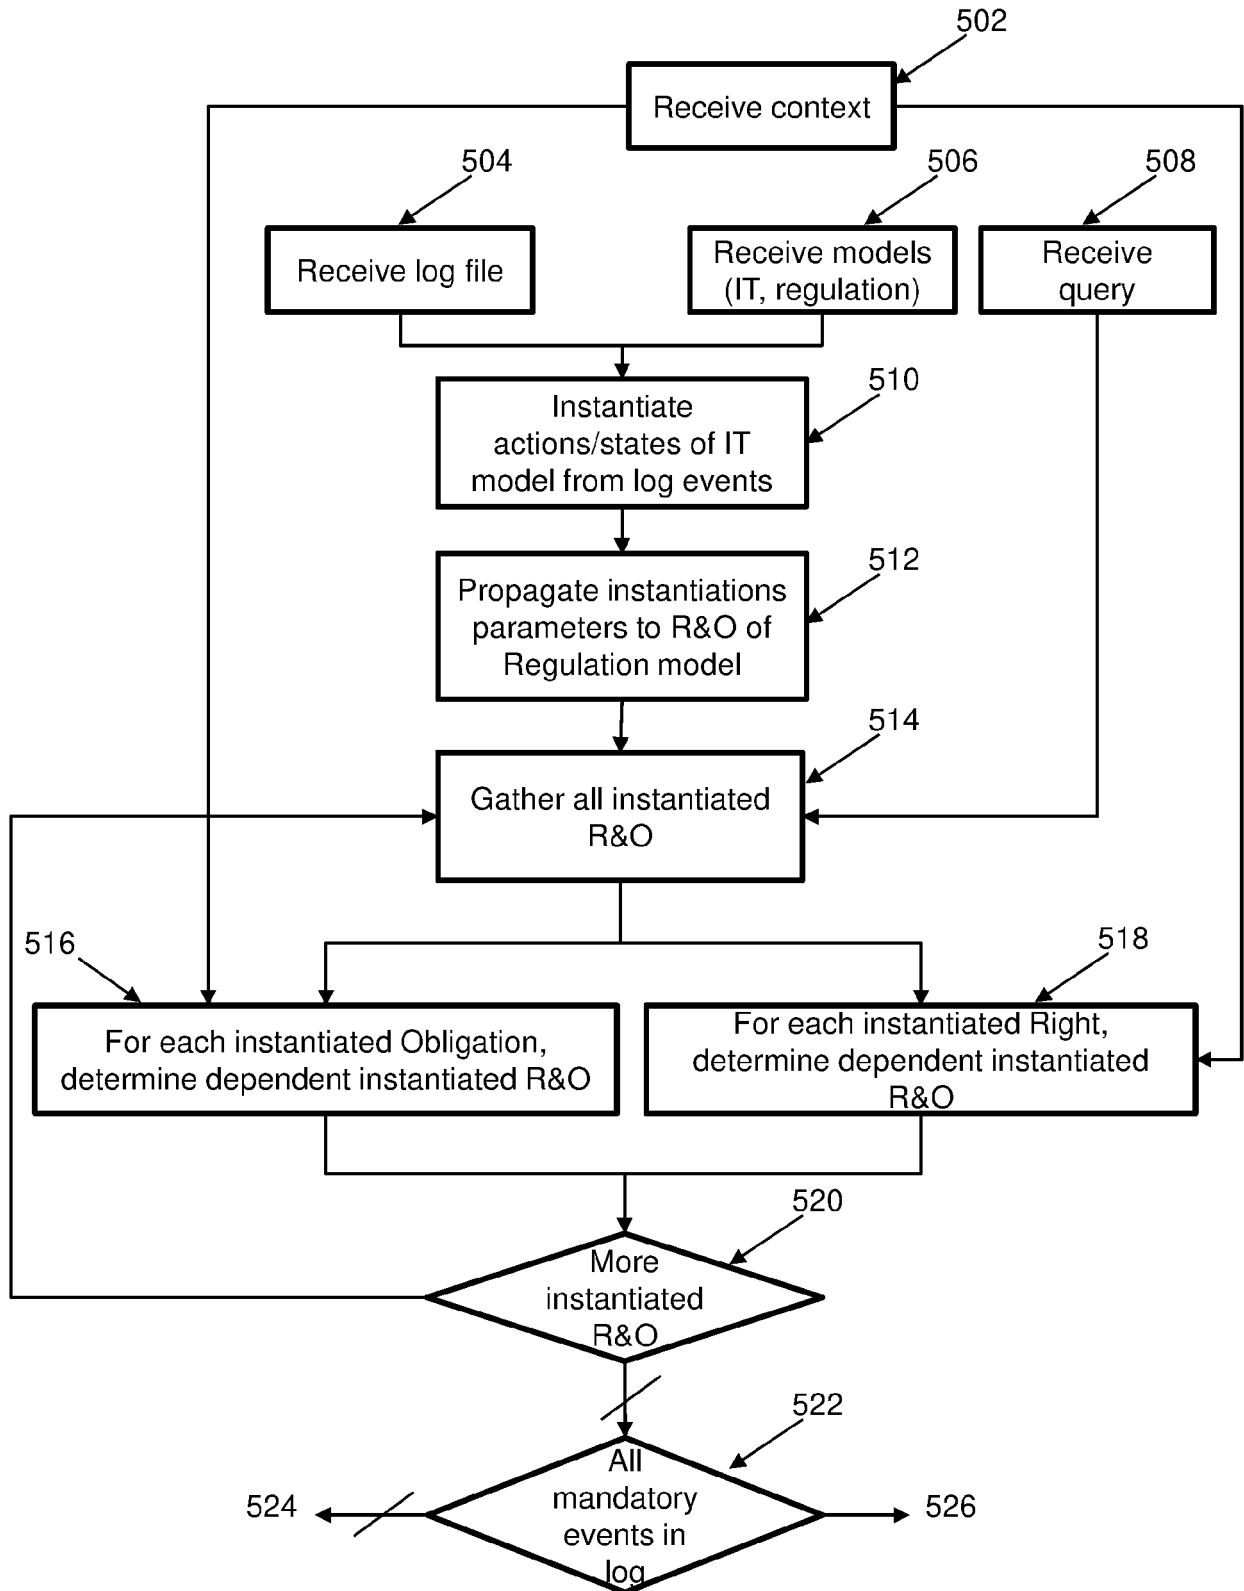 502
Receive context
504
506
508
Receive log file
Receive models
(IT, regulation)
Receive
query
510
Instantiate
actions/states of IT
model from log events
512
Propagate instantiations
parameters to R&O of
Regulation model
514
Gather all instantiated
R&O
516
518
For each instantiated Obligation,
determine dependent instantiated R&O
For each instantiated Right,
determine dependent instantiated
R&O
520
More
instantiated
R&O
522
All
mandatory
events in
log
524
526